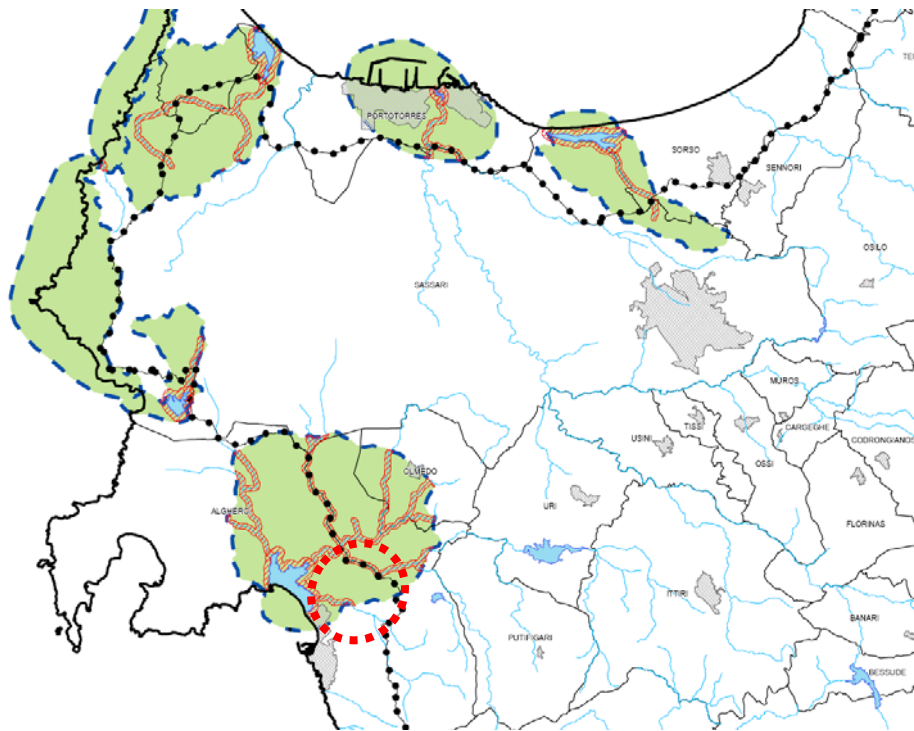 TE
PORTOTORRES
SORSO
SENNORI
OSILO
SASSARI
MUROS
CARGEGHE
TISSI
USINI
CODRONGIANOS
OSSI
OLMEDO
URI
ALGHERO
FLORINAS
ITTIRI
BANARI
PUTIFIGARI
BESSUDE